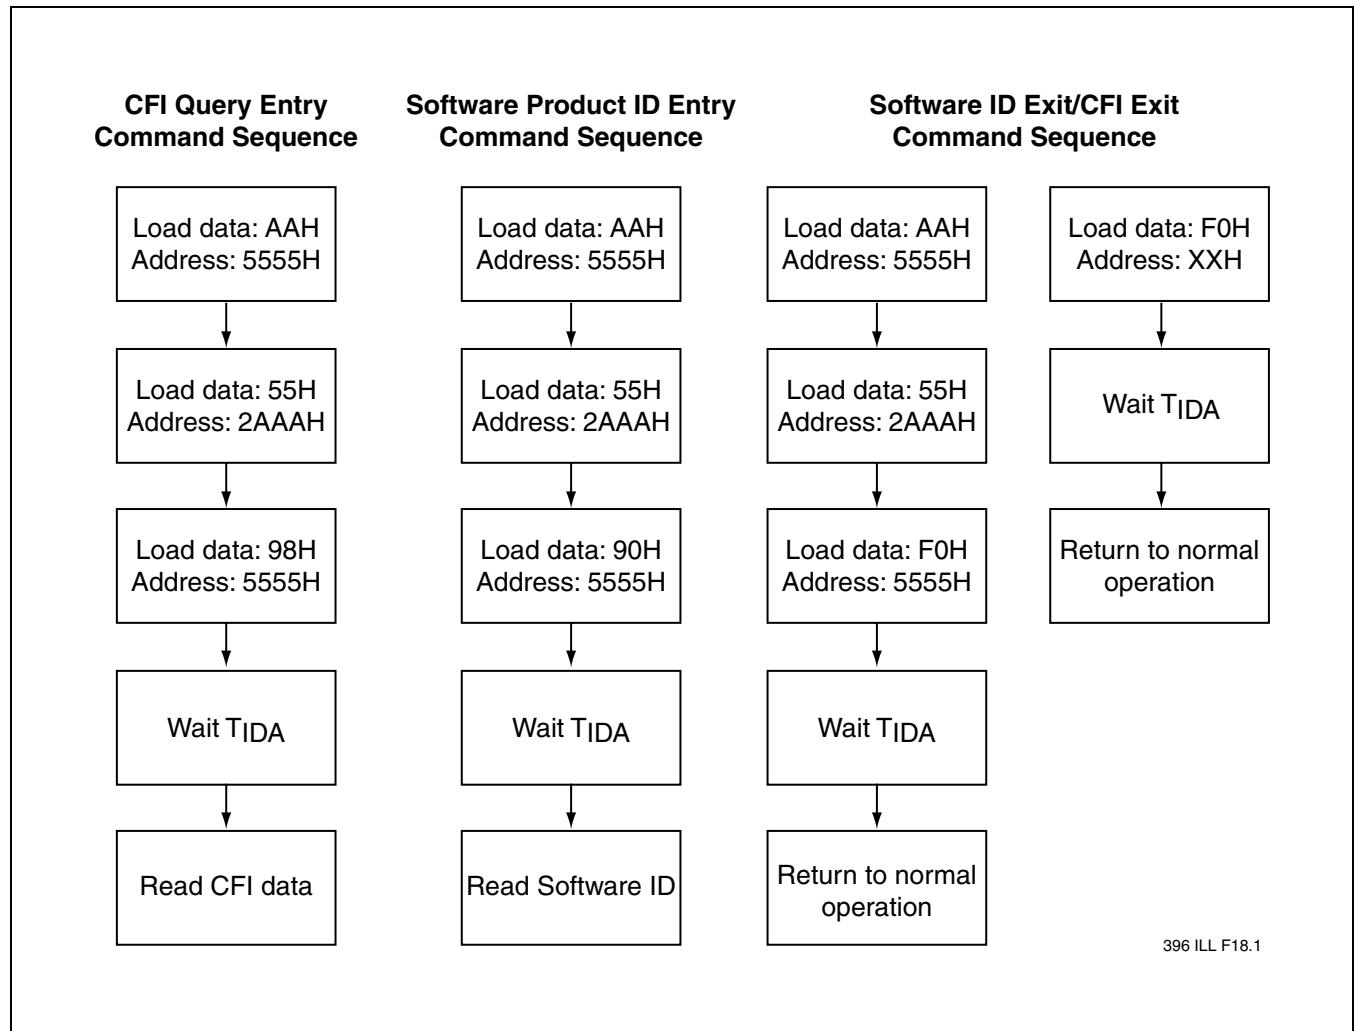 CFI Query Entry
Command Sequence
Load data: AAH
Address: 5555H
Load data: 55H
Address: 2AAAH
Load data: 98H
Address: 5555H
Wait TIDA
Read CFI data
Software Product ID Entry
Command Sequence
Load data: AAH
Address: 5555H
Load data: 55H
Address: 2AAAH
Load data: 90H
Address: 5555H
Wait TIDA
Read Software ID
Software ID Exit/CFI Exit
Command Sequence
Load data: AAH
Address: 5555H
Load data: 55H
Address: 2AAAH
Load data: F0H
Address: 5555H
Wait TIDA
Return to normal
operation
Load data: F0H
Address: XXH
Wait TIDA
Return to normal
operation
396 ILL F18.1